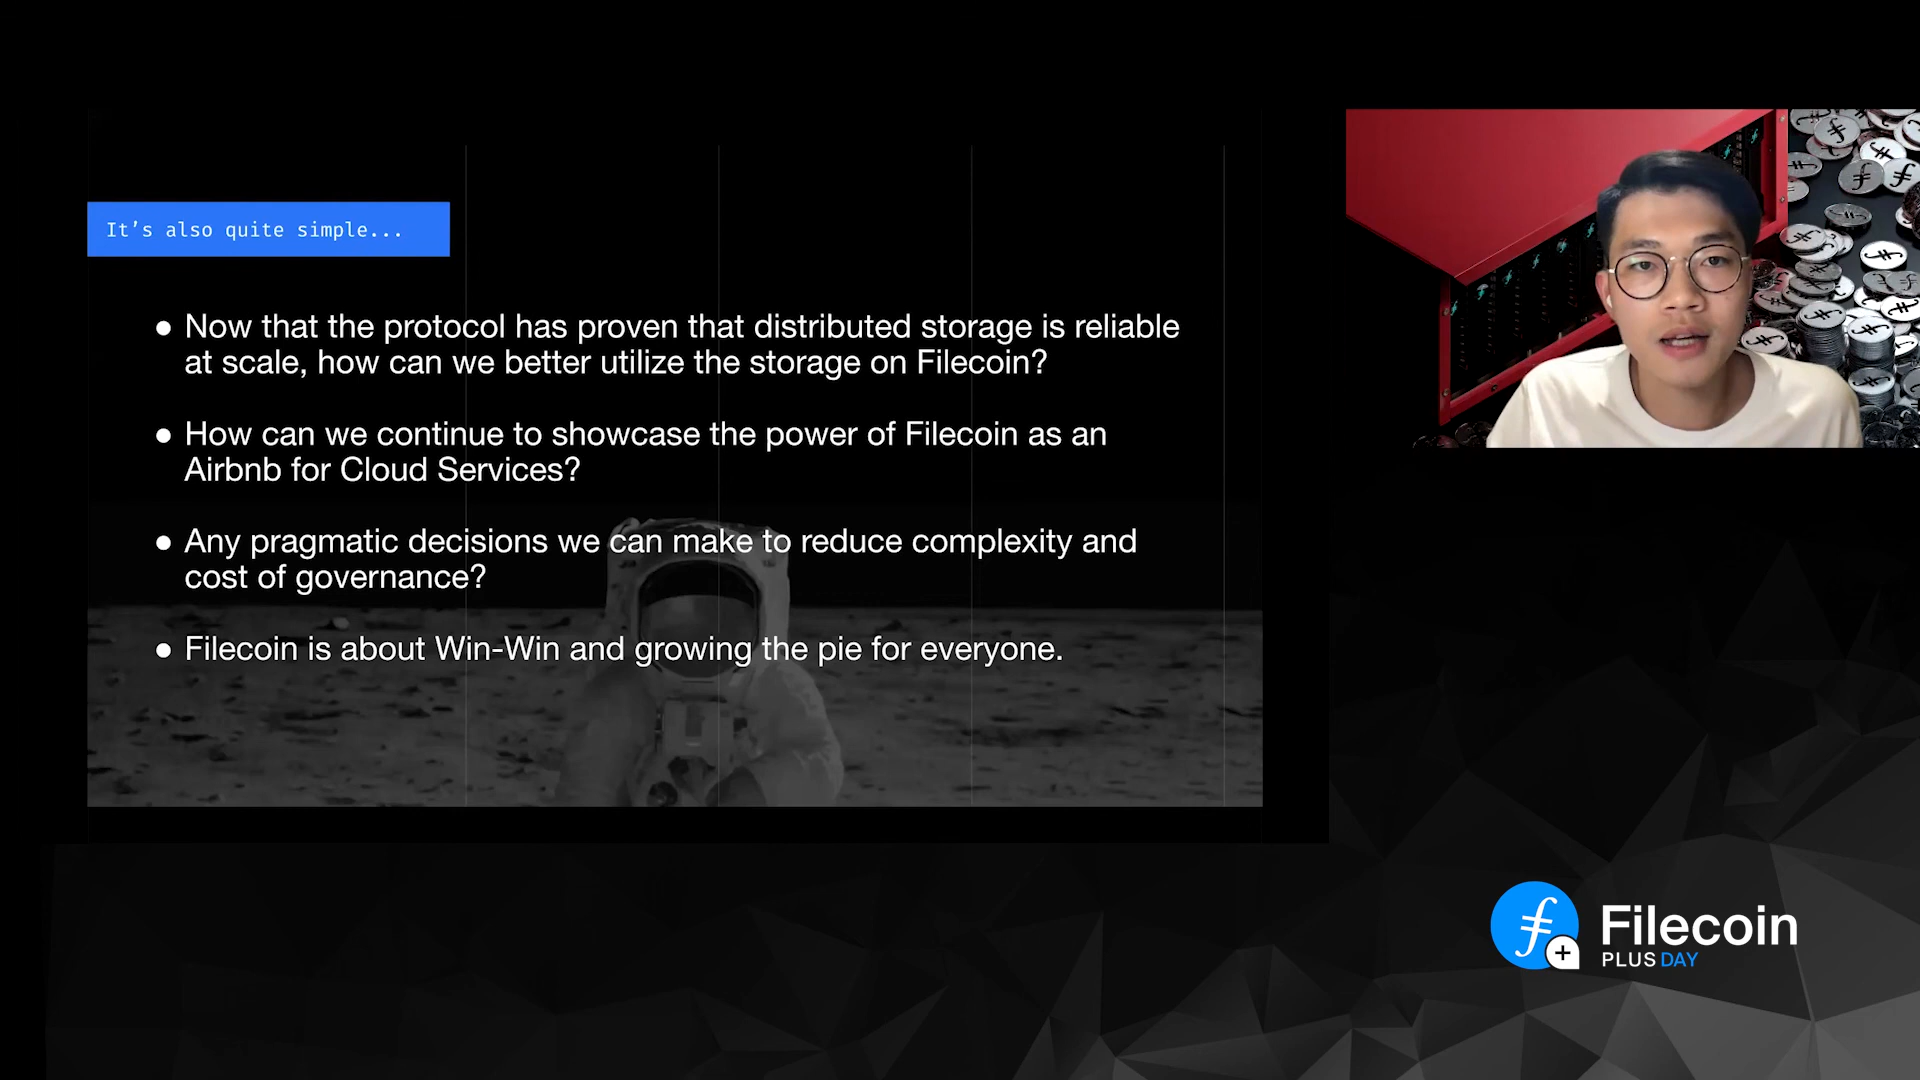 It’s also quite simple...
● Now that the protocol has proven that distributed storage is reliable
at scale, how can we better utilize the storage on Filecoin?
● How can we continue to showcase the power of Filecoin as an
Airbnb for Cloud Services?
● Any pragmatic decisions we can make to reduce complexity and
cost of governance?
● Filecoin is about Win-Win and growing the pie for everyone.
Filecoin
PLUS DAY